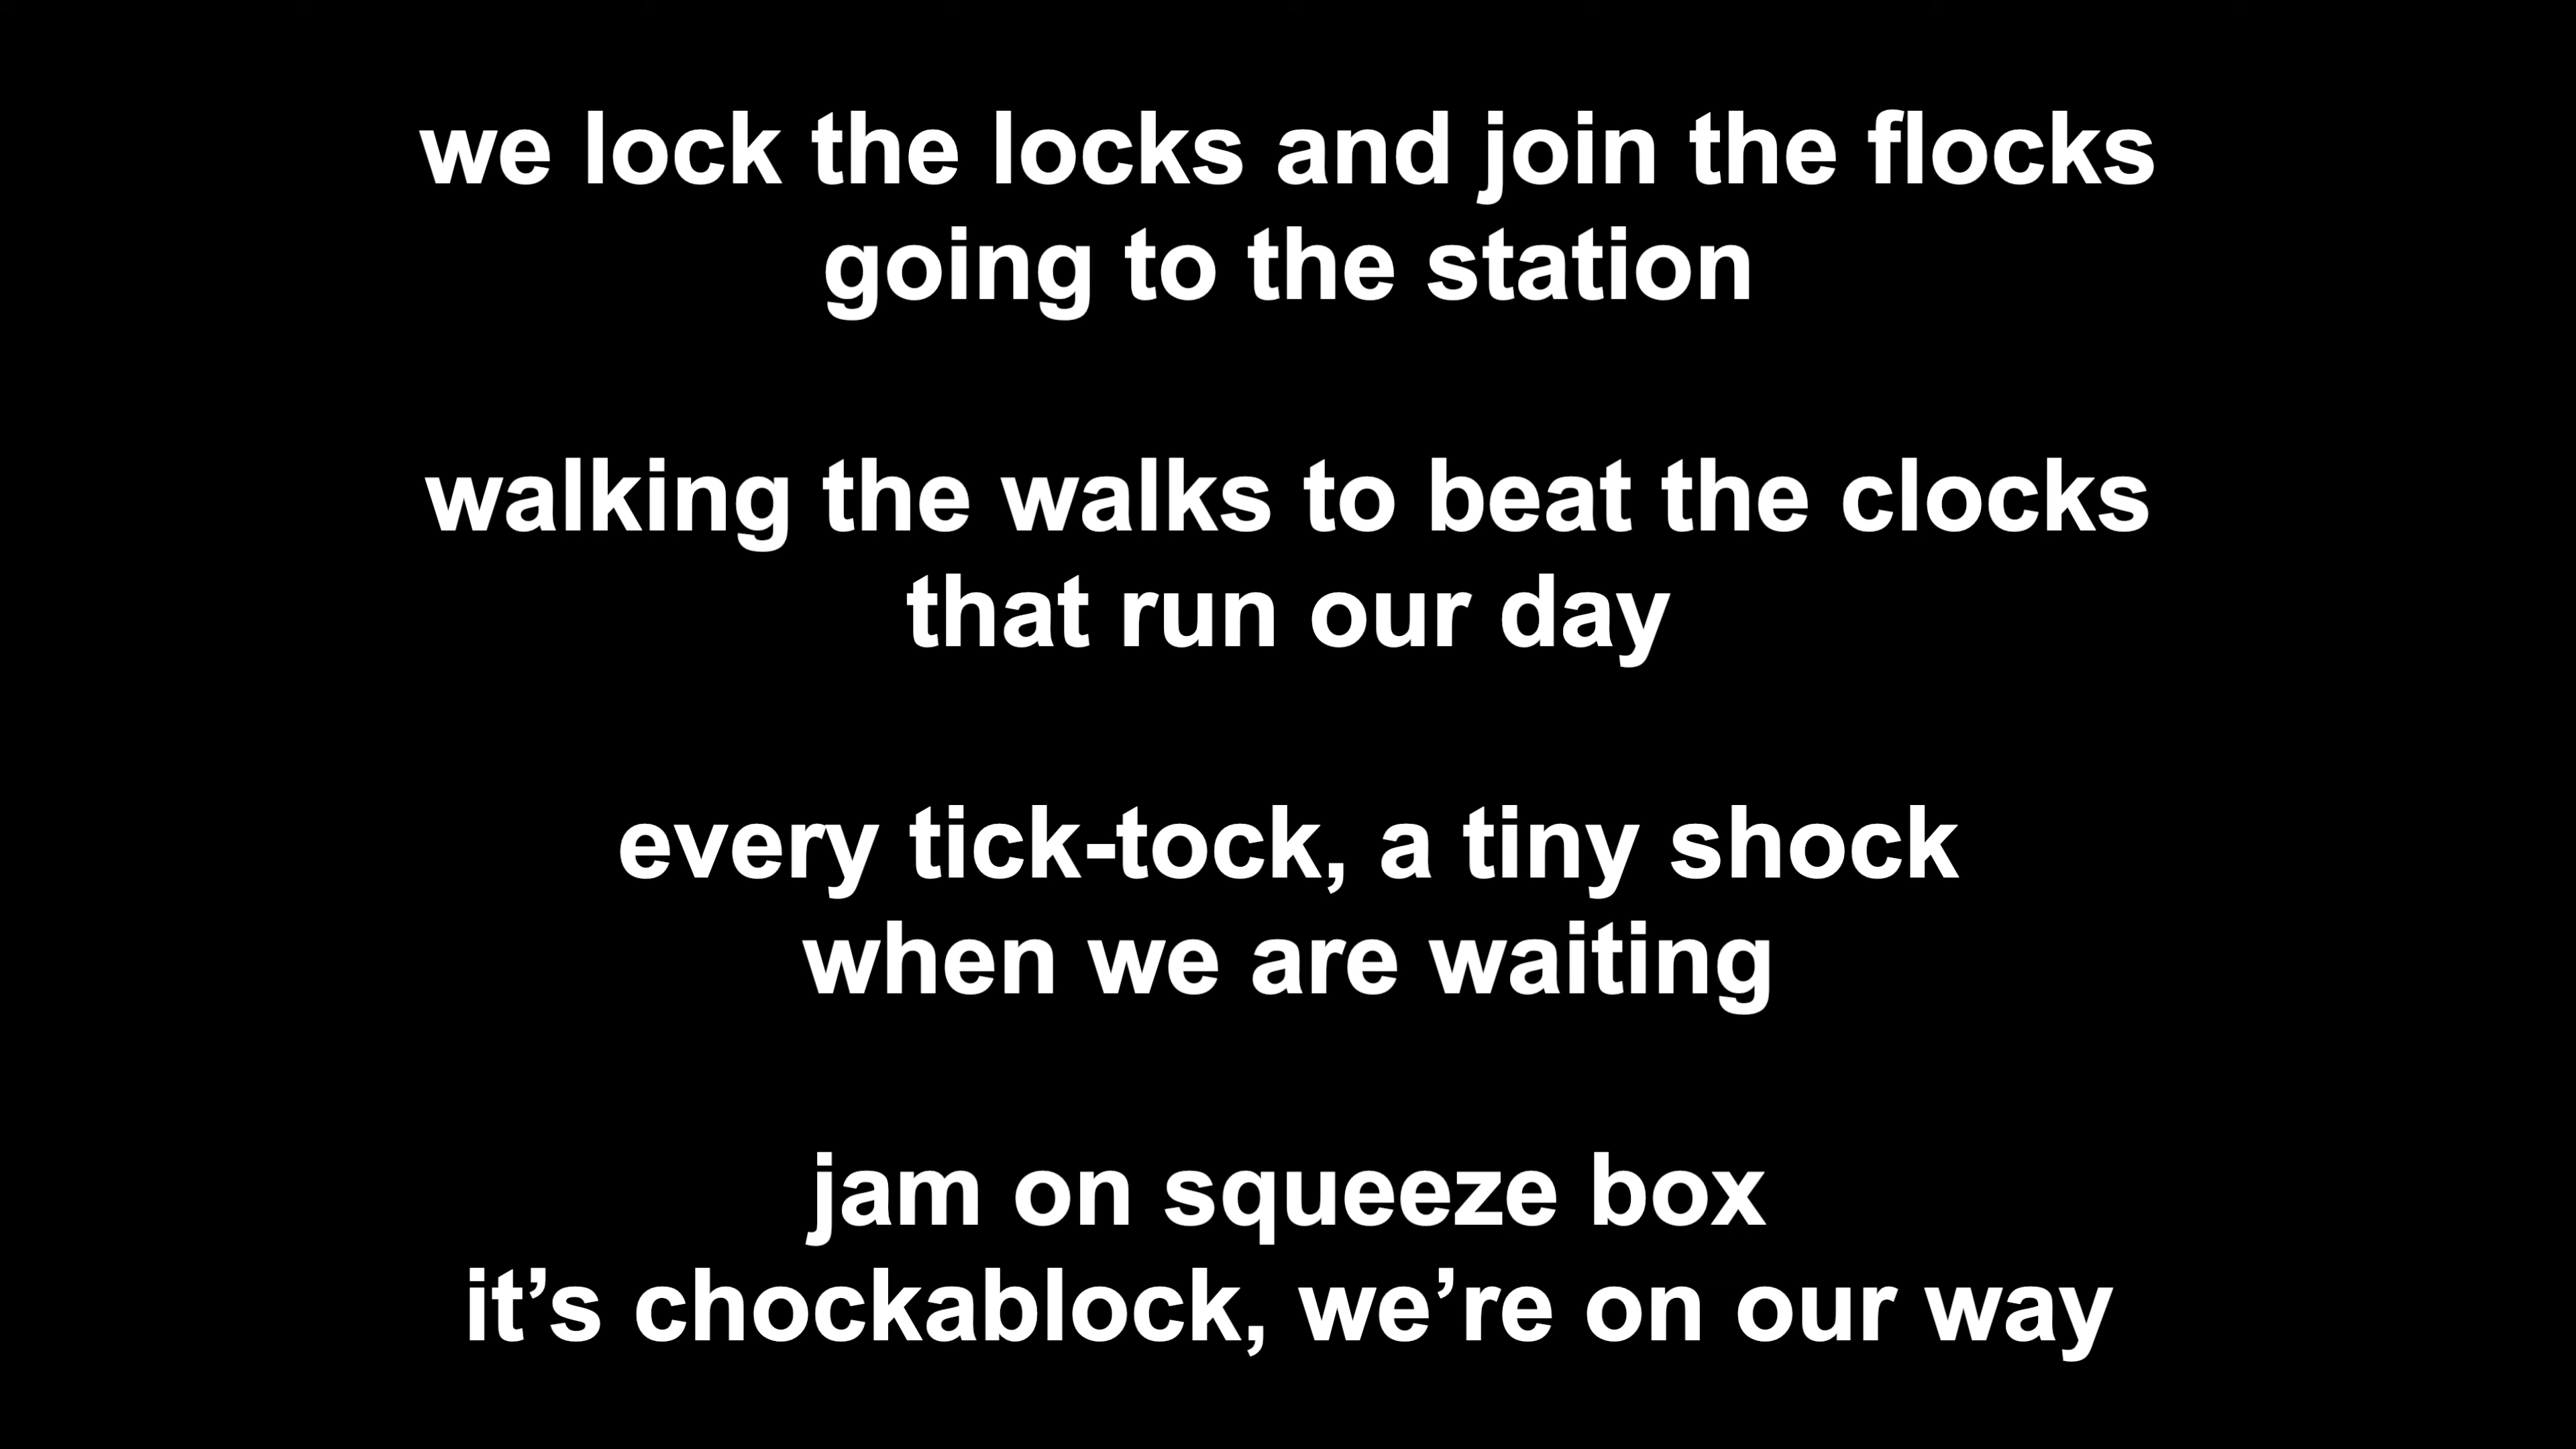 we lock the locks and join the flocks
going to the station
walking the walks to beat the clocks
that run our day
every tick-tock, a tiny shock
when we are waiting
jam on squeeze box
it’s chockablock, we’re on our way